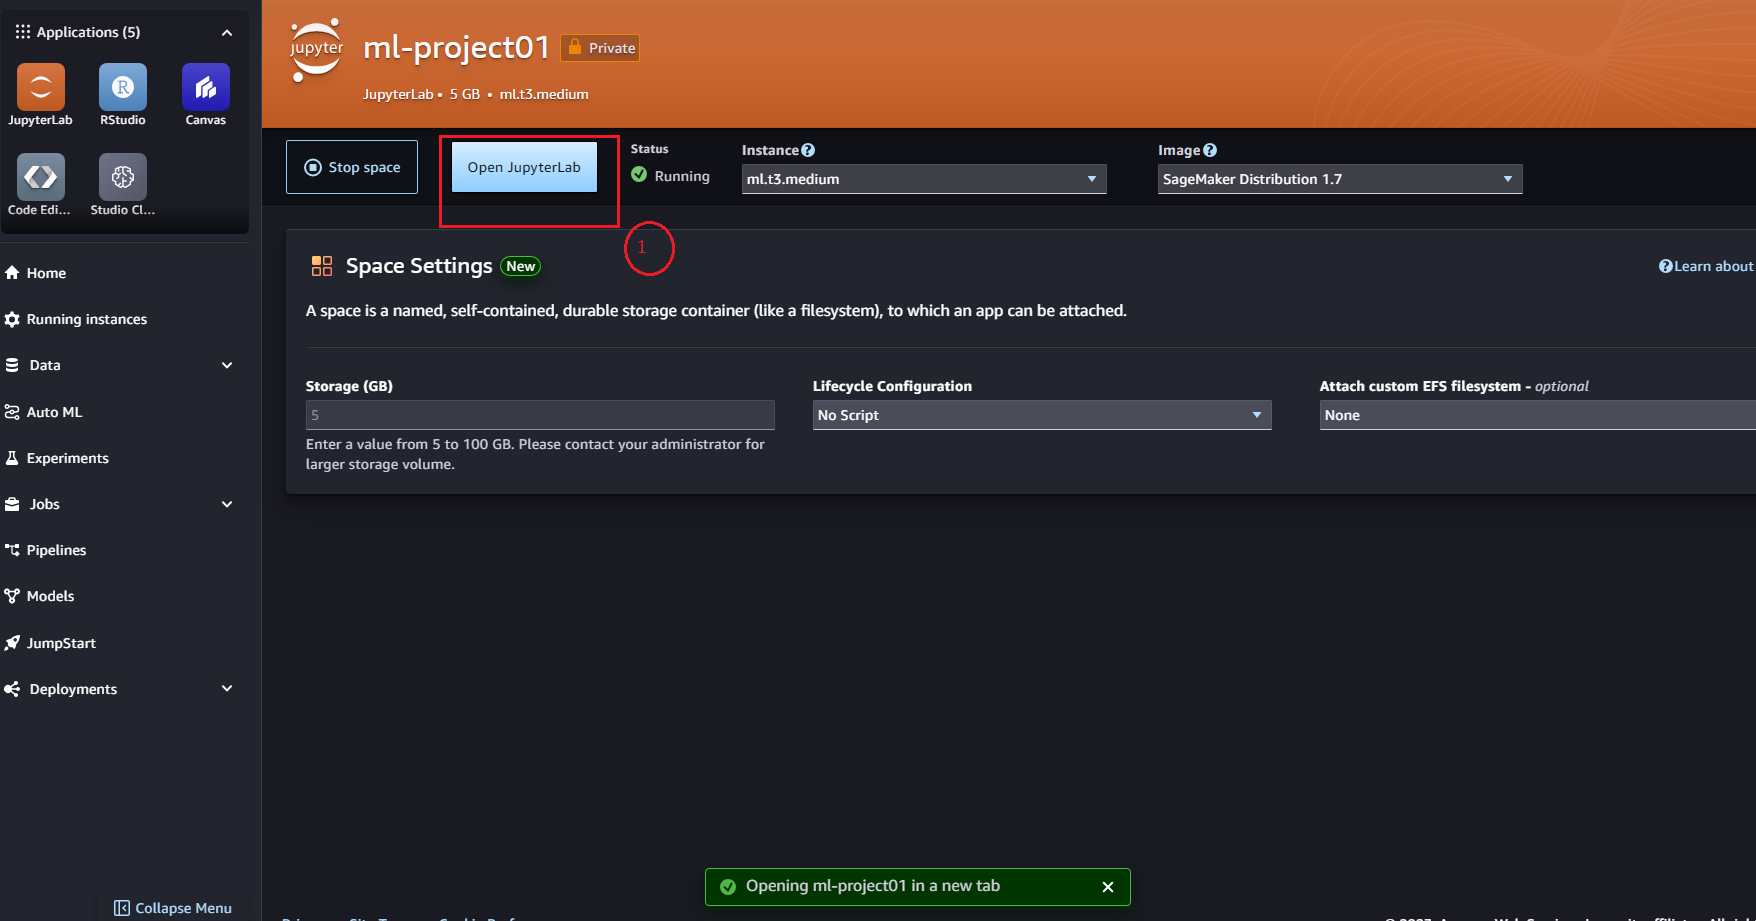 Applications (5)
JupyterLab
RStudio
Canvas
Code Edi...
Studio Cl...
Home
Running instances
Data
Auto ML
Experiments
Jobs
Pipelines
Models
JumpStart
Deployments
Collapse Menu
jupyter
ml-project01
Private
JupyterLab • 5 GB • ml.t3.medium
Stop space
Open JupyterLab
Status
Running
Instance
ml.t3.medium
Image
SageMaker Distribution 1.7
1
Space Settings
New
Learn about
A space is a named, self-contained, durable storage container (like a filesystem), to which an app can be attached.
Storage (GB)
5
Enter a value from 5 to 100 GB. Please contact your administrator for
larger storage volume.
Lifecycle Configuration
No Script
Attach custom EFS filesystem - optional
None
Opening ml-project01 in a new tab